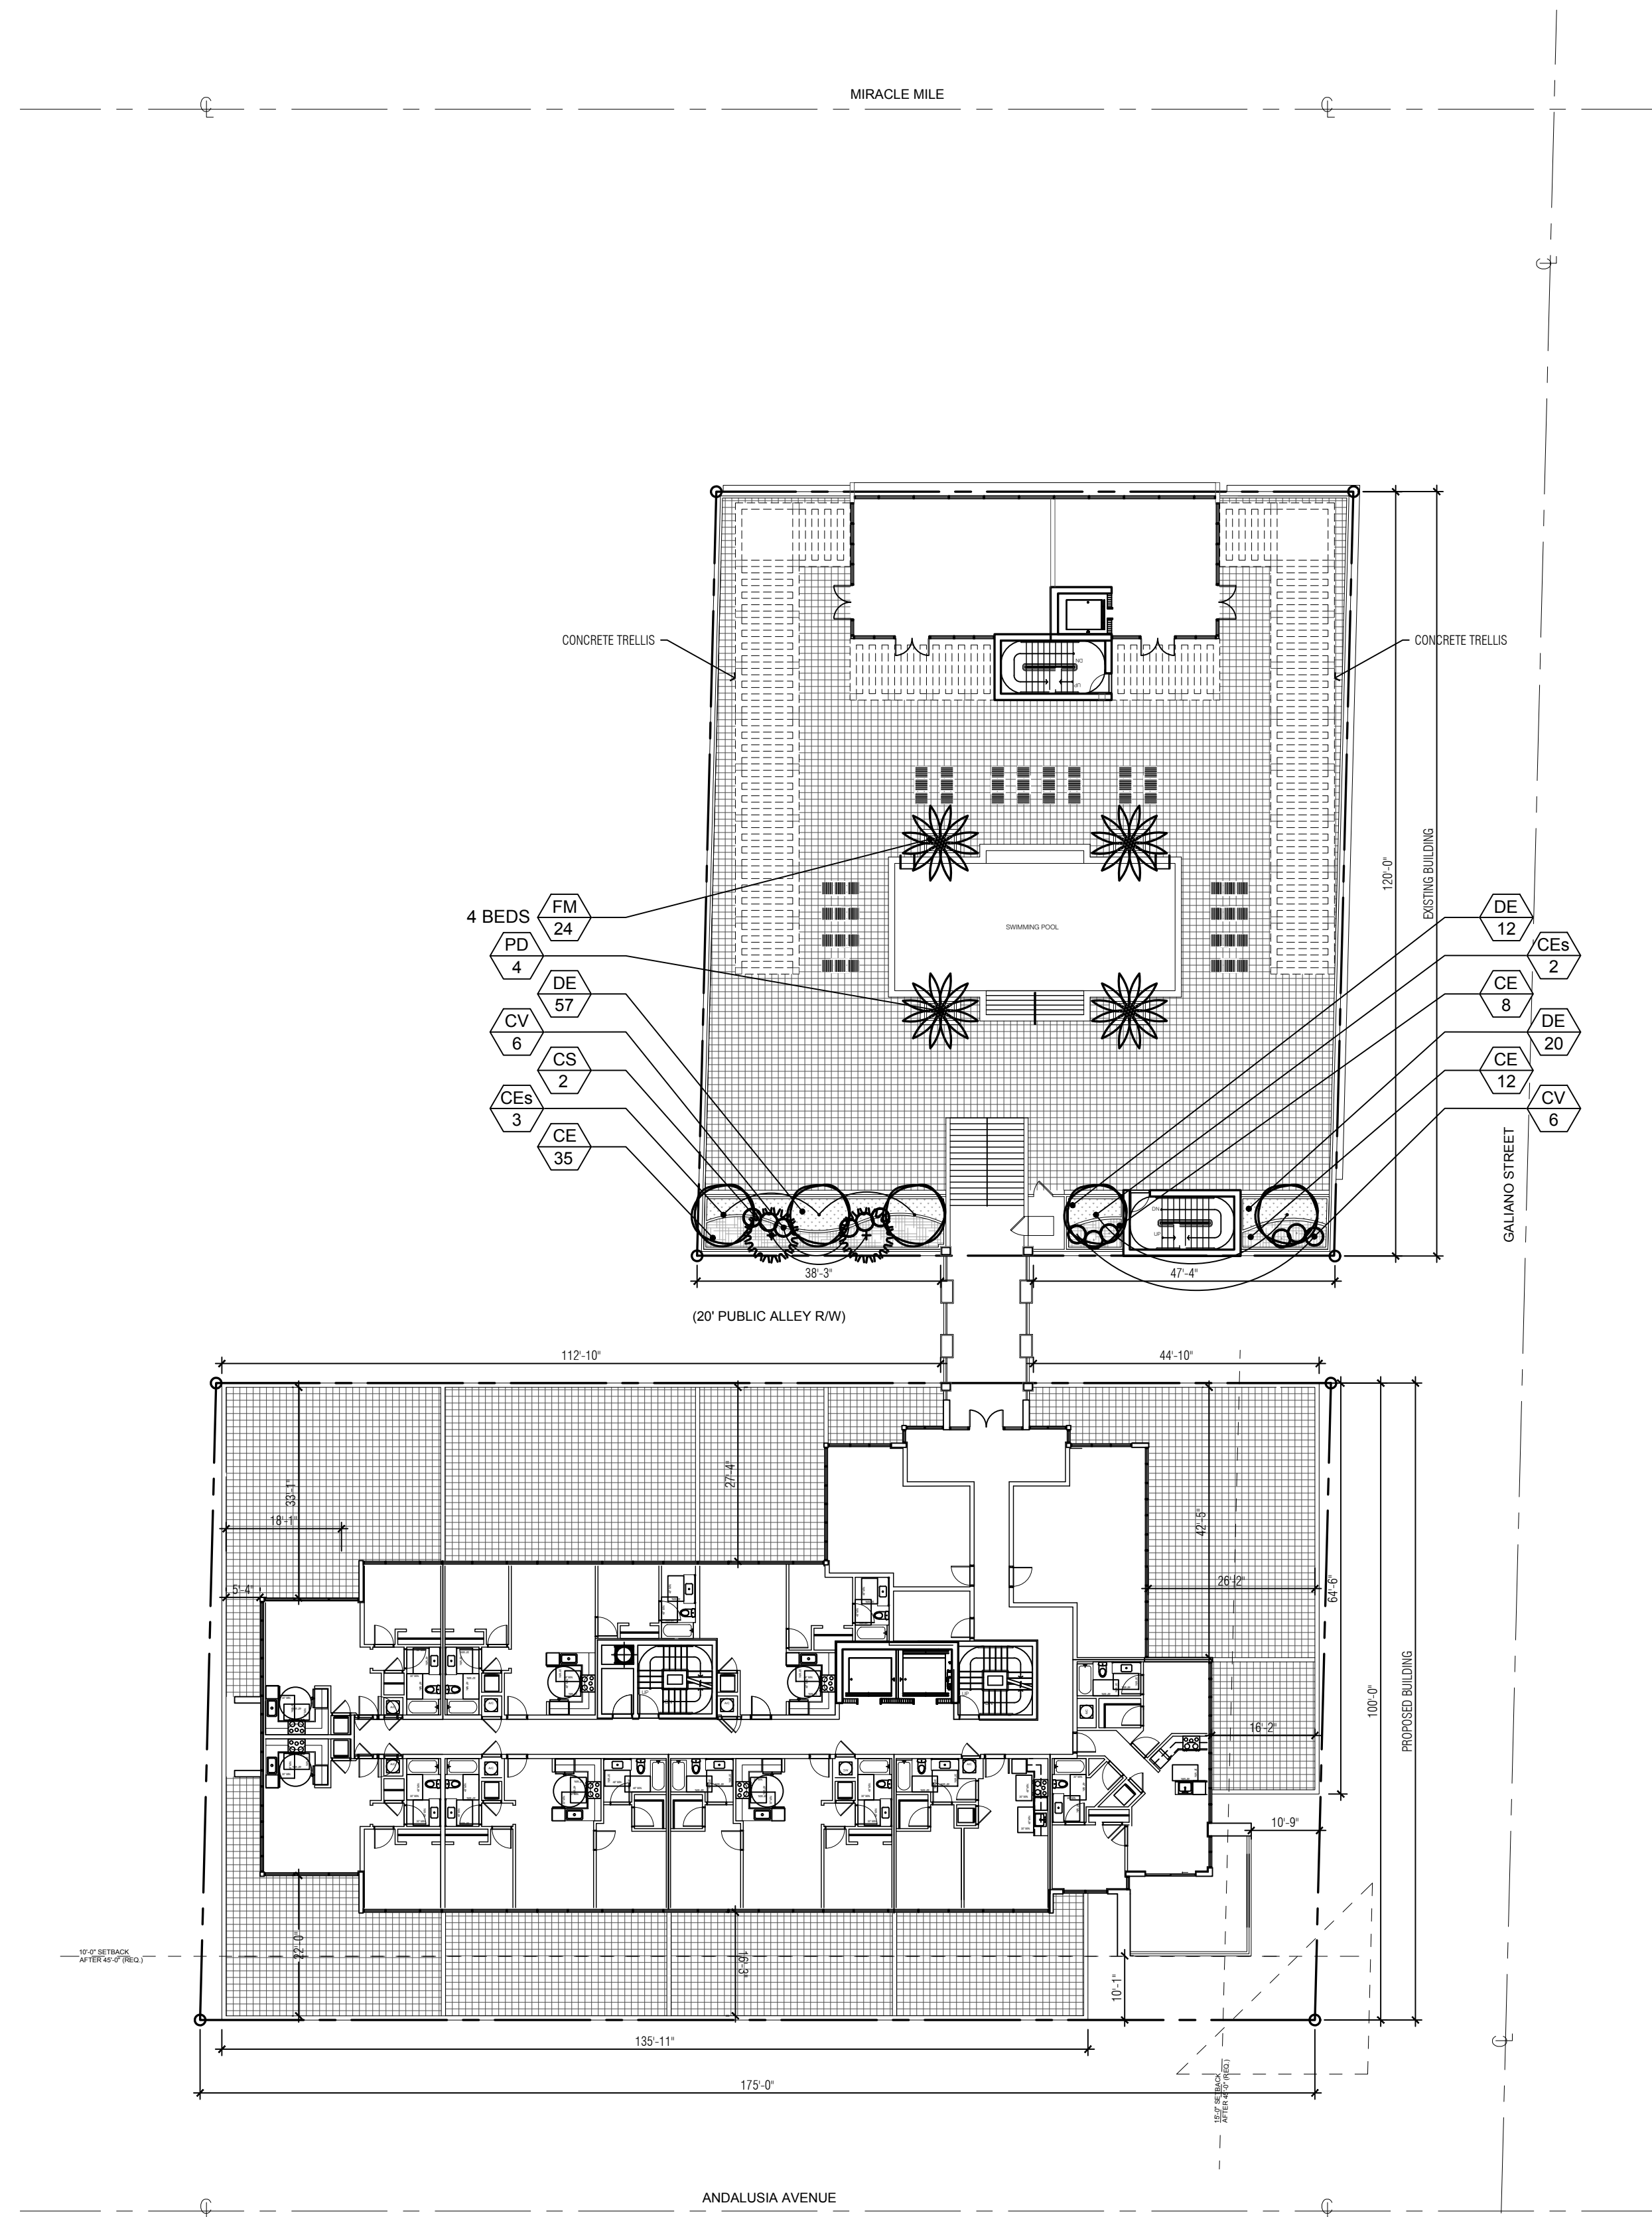 MIRACLE MILE
CONCRETE TRELLIS
CONCRETE TRELLIS
DN
UP
120'-0"
EXISTING BUILDING
4 BEDS
FM
24
PD
4
DE
57
CV
6
CS
2
CEs
3
CE
35
SWIMMING POOL
DE
12
CEs
2
CE
8
DE
20
CE
12
CV
6
GALIANO STREET
DN
UP
38'-3"
47'-4"
(20' PUBLIC ALLEY R/W)
112'-10"
44'-10"
33'-1"
18'-1"
27'-4"
42'-5"
5'-4"
26'-2"
64'-6"
UP
16'-2"
100'-0"
PROPOSED BUILDING
10'-9"
22'-0"
16'-3"
10'-1"
10'-0" SETBACK
AFTER 45'-0" (REQ.)
135'-11"
175'-0"
15'-0" SETBACK
AFTER 45'-0" (REQ.)
ANDALUSIA AVENUE